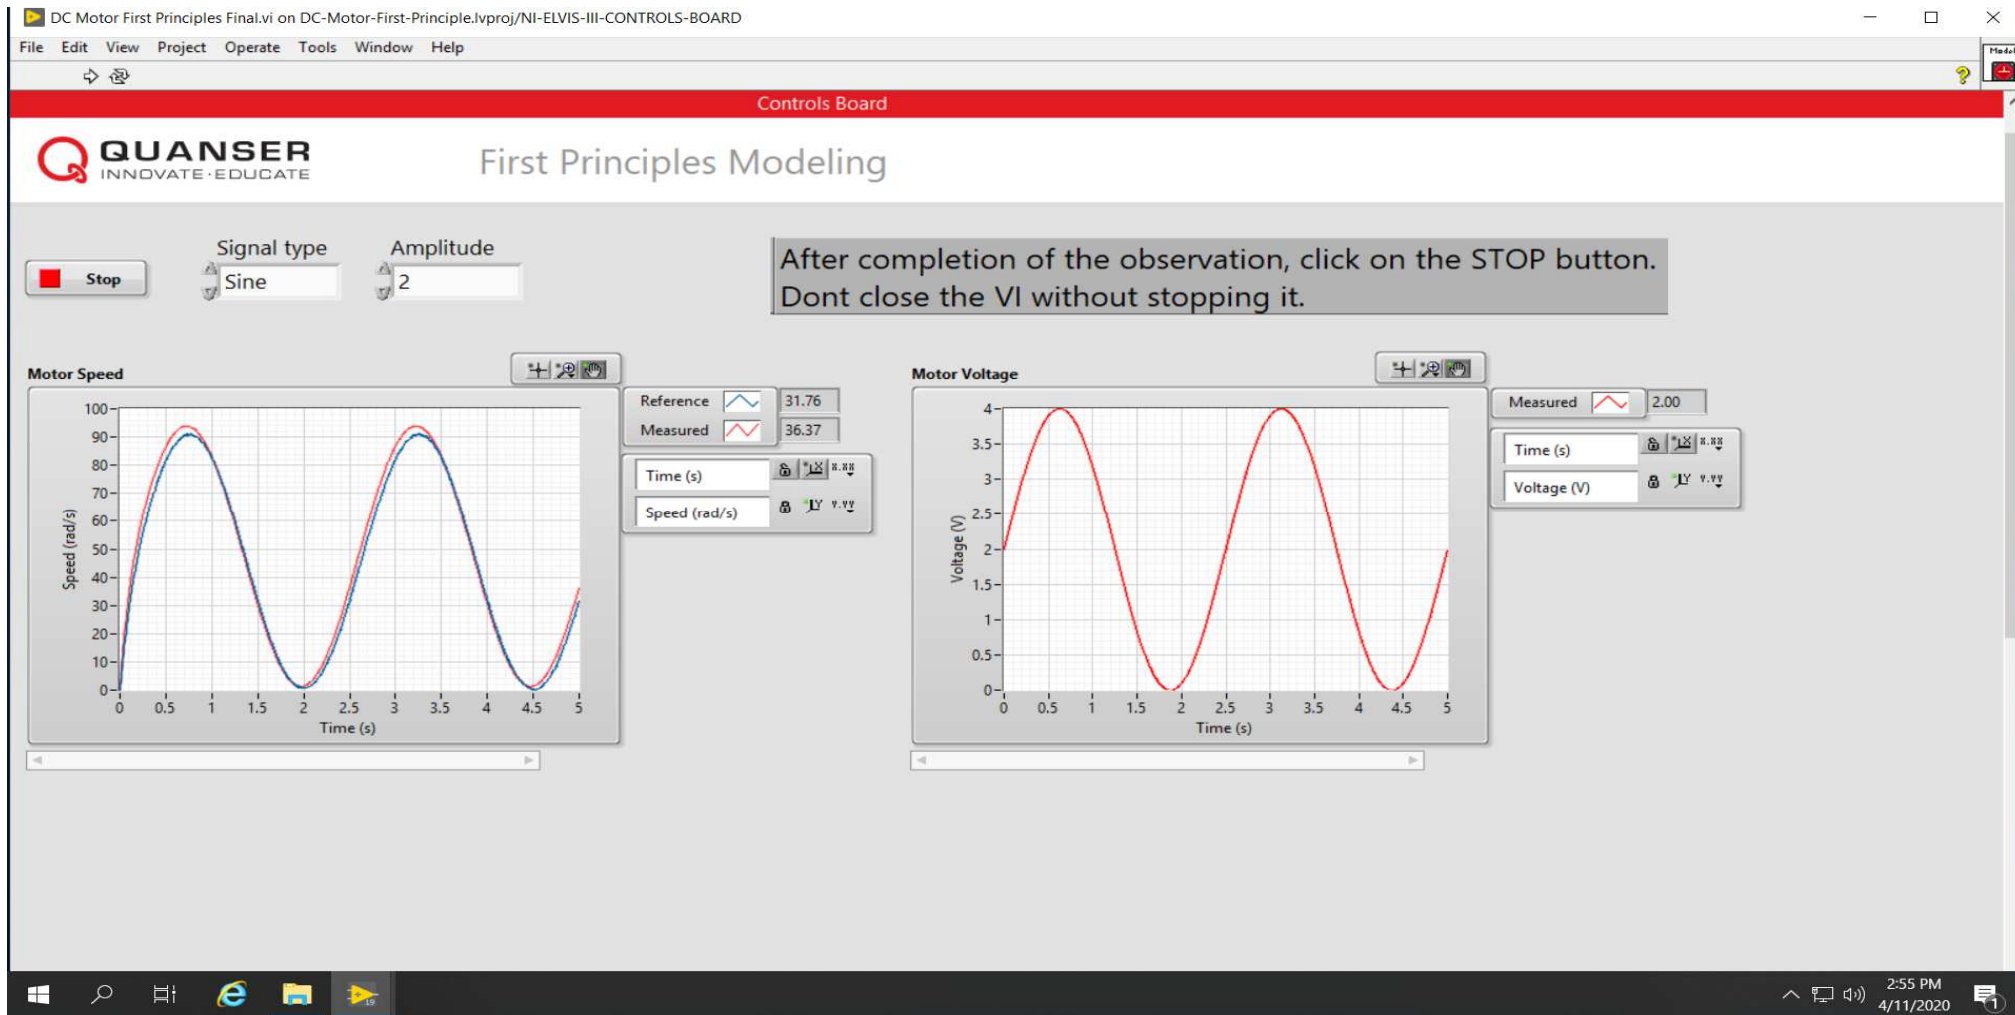 DC Motor First Principles Final.vi on DC-Motor-First-Principle.lvproj/NI-ELVIS-III-CONTROLS-BOARD
File Edit View Project Operate Tools Window Help
Controls Board
QUANSER
INNOVATE·EDUCATE
First Principles Modeling
Stop
Signal type
Sine
Amplitude
2
After completion of the observation, click on the STOP button.
Dont close the VI without stopping it.
Motor Speed
100
90
80
70
60
50
40
30
20
10
0
Speed (rad/s)
0 0.5 1 1.5 2 2.5 3 3.5 4 4.5 5
Time (s)
Reference 31.76
Measured 36.37
Time (s) X.XX
Speed (rad/s) Y.YY
Motor Voltage
4
3.5
3
2.5
2
1.5
1
0.5
0
Voltage (V)
0 0.5 1 1.5 2 2.5 3 3.5 4 4.5 5
Time (s)
Measured 2.00
Time (s) X.XX
Voltage (V) Y.YY
19
2:55 PM
4/11/2020
1